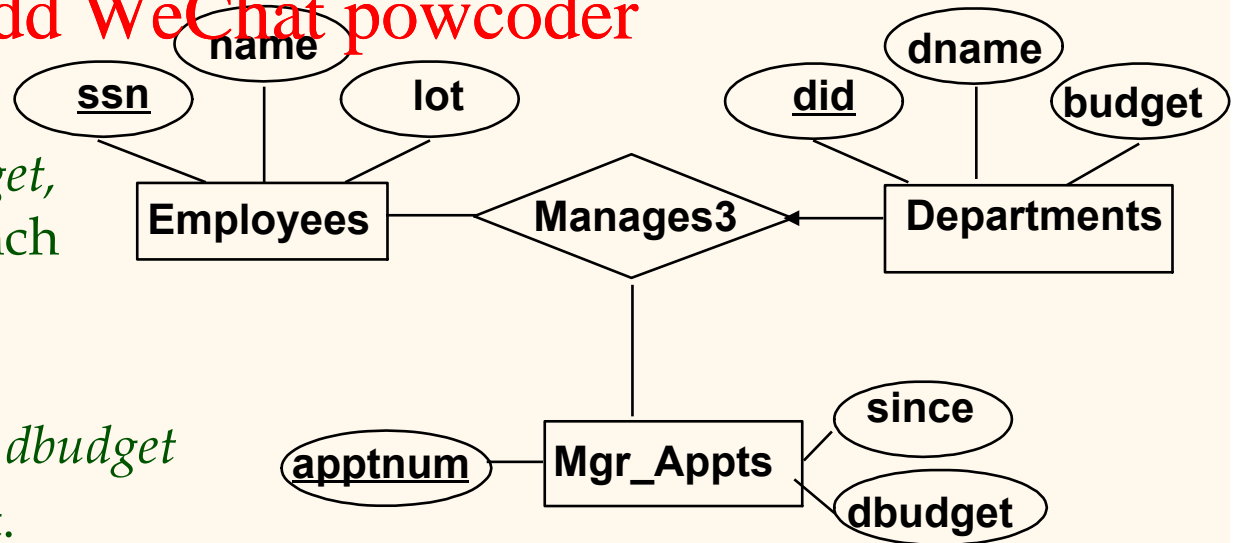 dd WeChat powcoder
name
dname
ssn
lot
did
budget
get,
Employees
Manages3
Departments
ach
since
dbudget
apptnum
Mgr_Appts
dbudget
t.